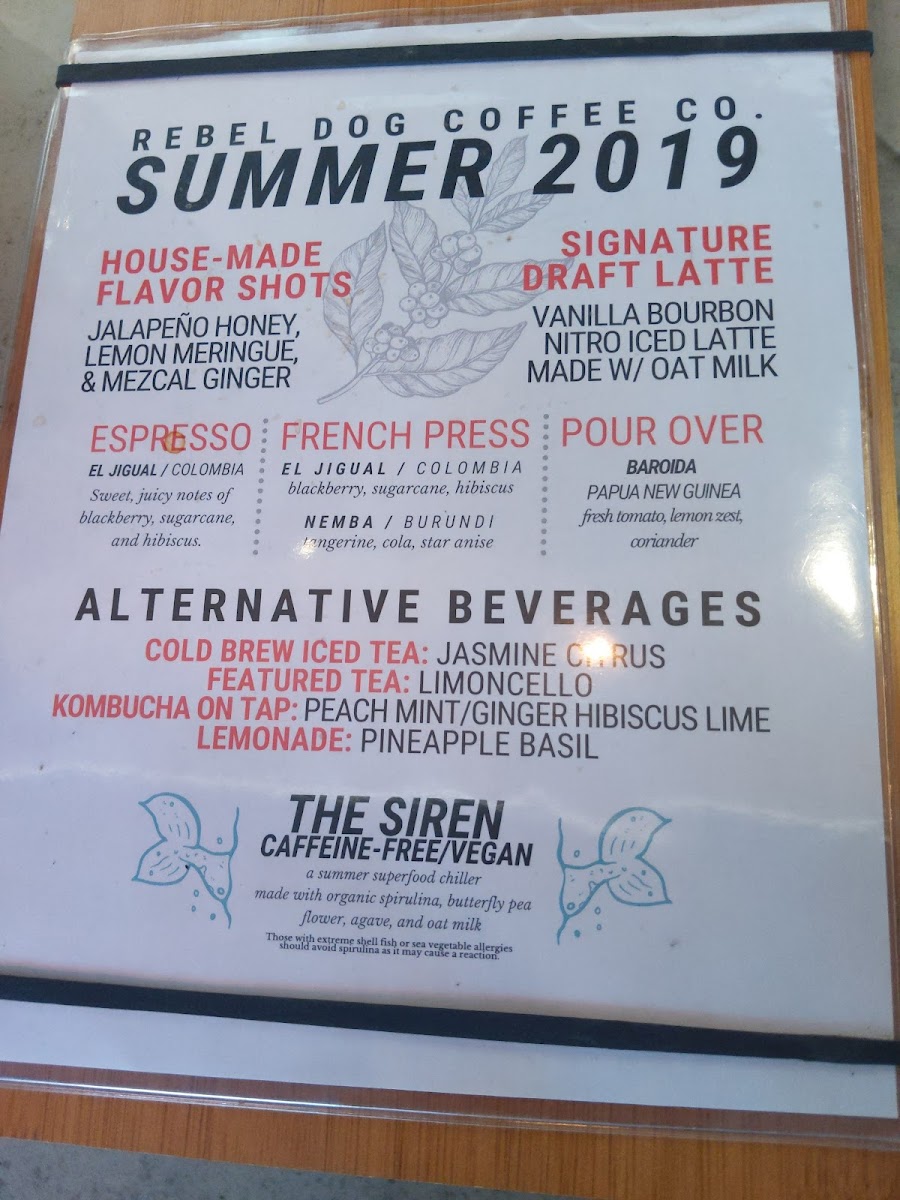 REBEL DOG COFFEE CO.
SUMMER 2019
HOUSE-MADE
FLAVOR SHOTS
JALAPEÑO HONEY,
LEMON MERINGUE,
& MEZCAL GINGER
SIGNATURE
DRAFT LATTE
VANILLA BOURBON
NITRO ICED LATTE
MADE W/ OAT MILK
ESPRESSO
EL JIGUAL / COLOMBIA
Sweet, juicy notes of
blackberry, sugarcane,
and hibiscus.
FRENCH PRESS
EL JIGUAL / COLOMBIA
blackberry, sugarcane, hibiscus
NEMBA / BURUNDI
tangerine, cola, star anise
POUR OVER
BAROIDA
PAPUA NEW GUINEA
fresh tomato, lemon zest,
coriander
ALTERNATIVE BEVERAGES
COLD BREW ICED TEA: JASMINE CITRUS
FEATURED TEA: LIMONCELLO
KOMBUCHA ON TAP: PEACH MINT/GINGER HIBISCUS LIME
LEMONADE: PINEAPPLE BASIL
THE SIREN
CAFFEINE-FREE/VEGAN
a summer superfood chiller
made with organic spirulina, butterfly pea
flower, agave, and oat milk
Those with extreme shell fish or sea vegetable allergies
should avoid spirulina as it may cause a reaction.